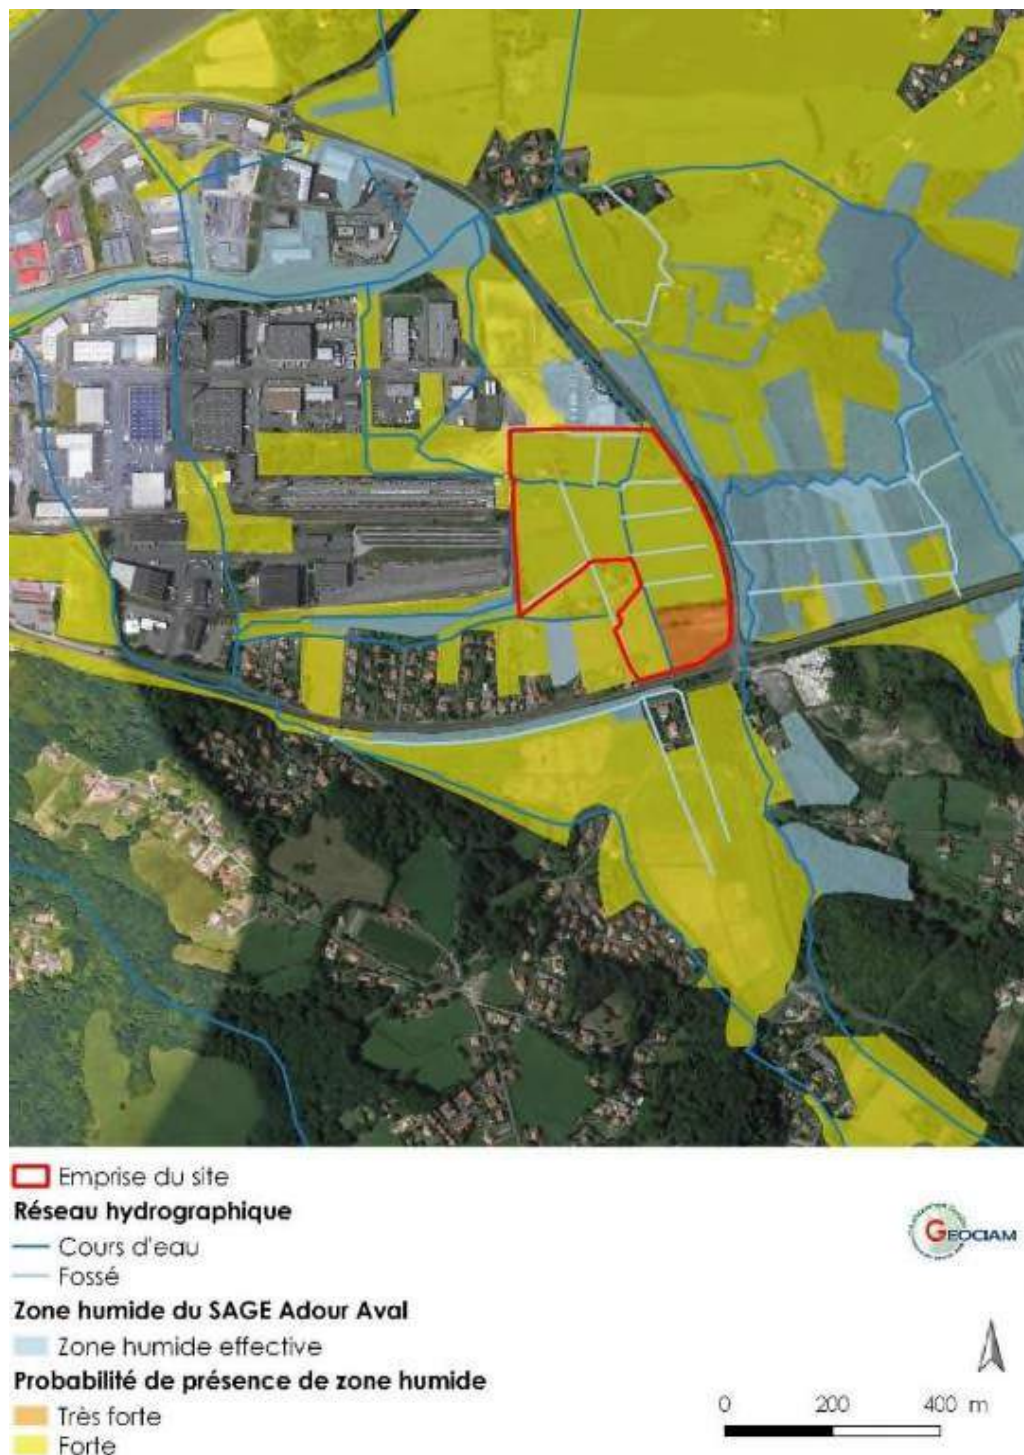 Emprise du site
Réseau hydrographique
Cours d'eau
Fossé
GEOCIAM
Zone humide du SAGE Adour Aval
Zone humide effective
Probabilité de présence de zone humide
Très forte
Forte
0 200 400 m